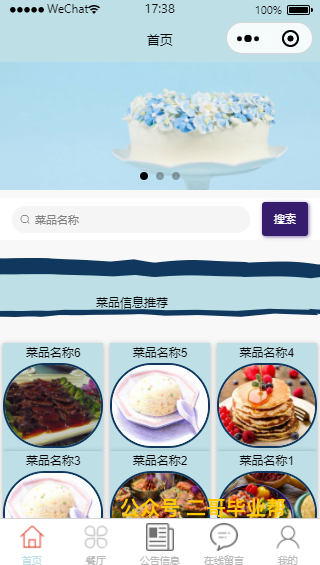 WeChat 17:38 100%
首页
菜品名称 搜索
菜品信息推荐
菜品名称6 菜品名称5 菜品名称4
菜品名称3 菜品名称2 菜品名称1
公众号 二哥毕业帮
首页 餐厅 公告信息 在线留言 我的